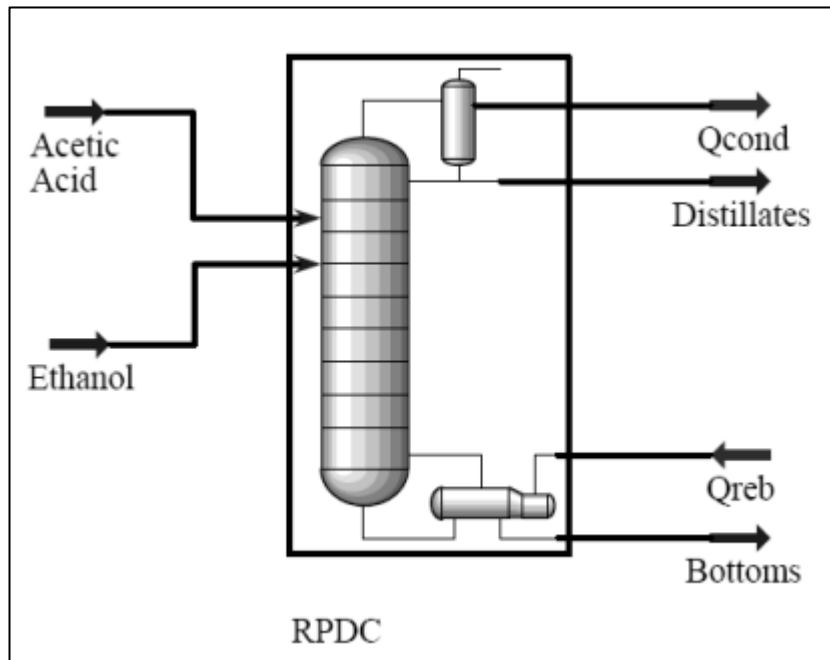 Acetic
Acid
Qcond
Distillates
Ethanol
Qreb
Bottoms
RPDC